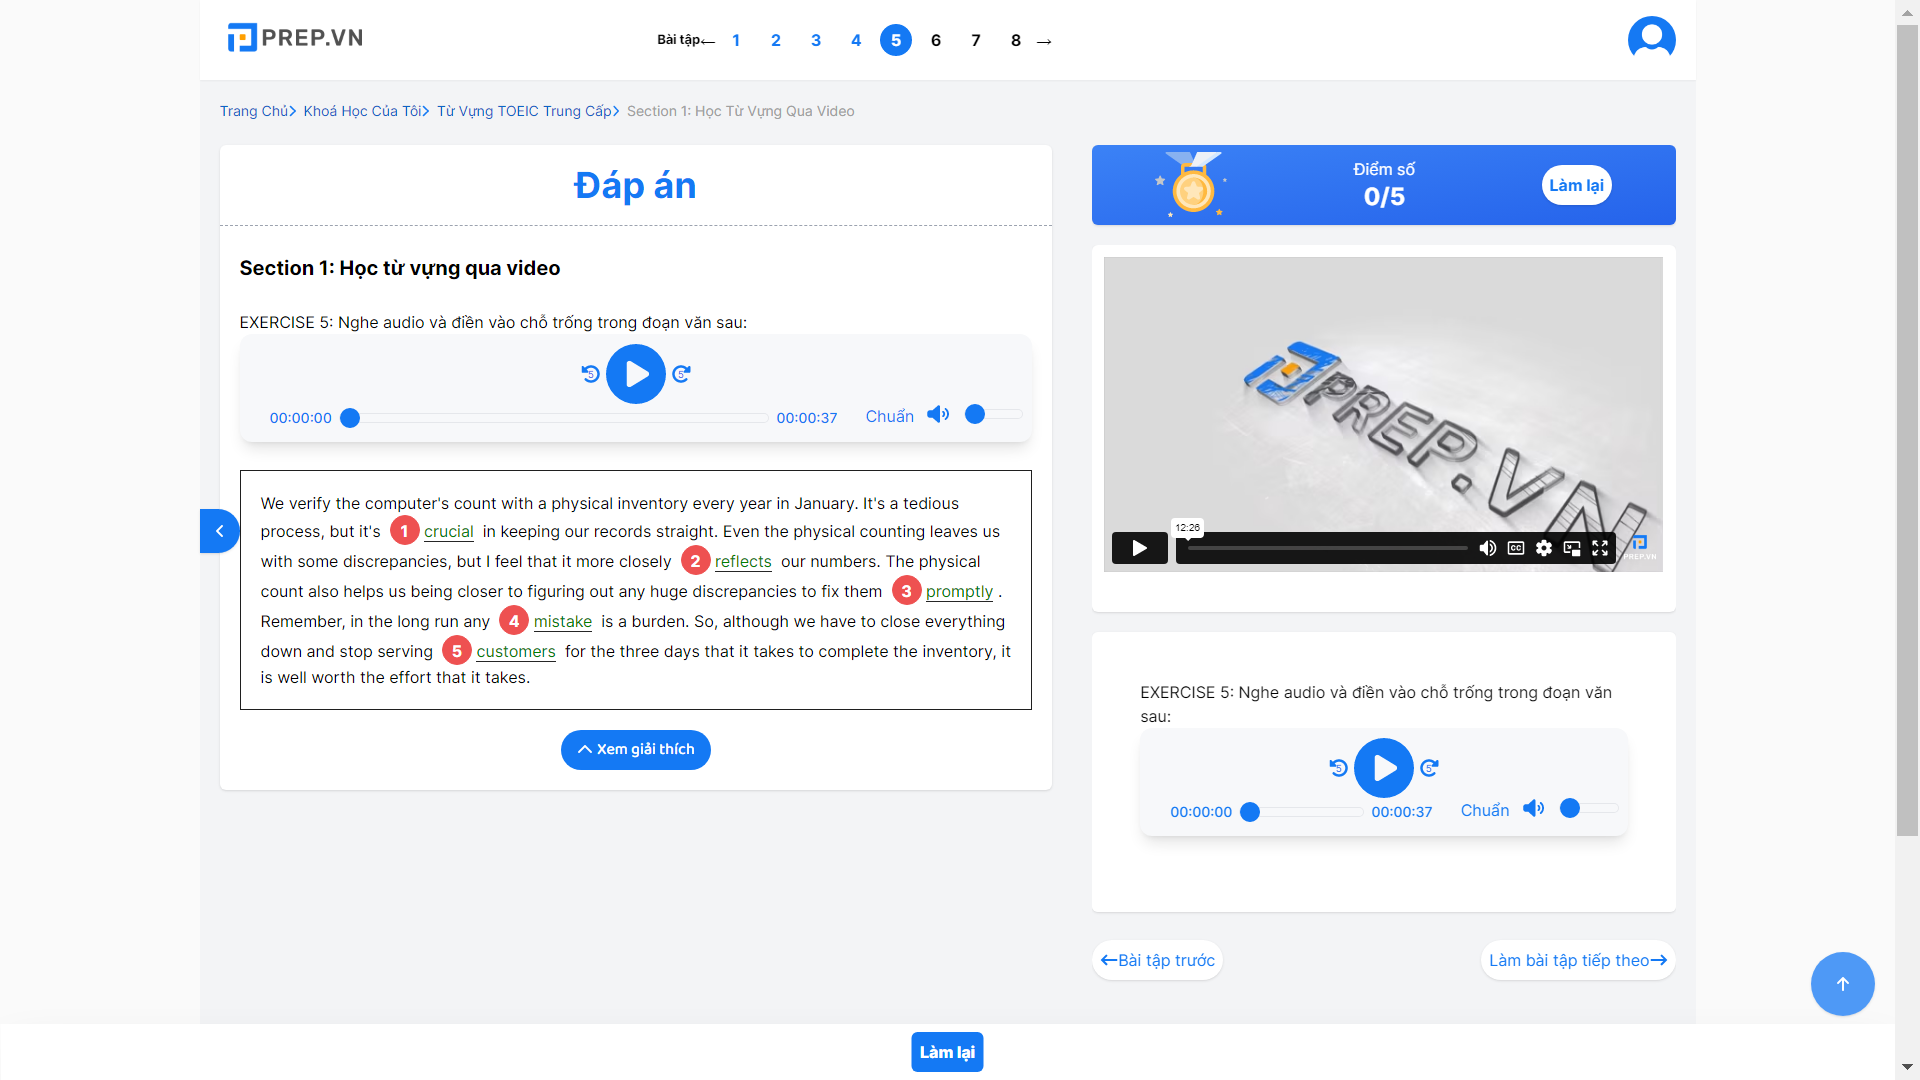 PREP.VN
Bài tập← 1 2 3 4 5 6 7 8 →
Trang Chủ> Khoá Học Của Tôi> Từ Vựng TOEIC Trung Cấp> Section 1: Học Từ Vựng Qua Video
Đáp án
Section 1: Học từ vựng qua video
EXERCISE 5: Nghe audio và điền vào chỗ trống trong đoạn văn sau:
5 5
00:00:00 00:00:37 Chuẩn
We verify the computer's count with a physical inventory every year in January. It's a tedious
process, but it's 1 crucial in keeping our records straight. Even the physical counting leaves us
with some discrepancies, but I feel that it more closely 2 reflects our numbers. The physical
count also helps us being closer to figuring out any huge discrepancies to fix them 3 promptly .
Remember, in the long run any 4 mistake is a burden. So, although we have to close everything
down and stop serving 5 customers for the three days that it takes to complete the inventory, it
is well worth the effort that it takes.
Xem giải thích
Điểm số
0/5
Làm lại
PREP.VN
12:26
CC
PREP.VN
EXERCISE 5: Nghe audio và điền vào chỗ trống trong đoạn văn
sau:
5 5
00:00:00 00:00:37 Chuẩn
←Bài tập trước
Làm bài tập tiếp theo→
Làm lại